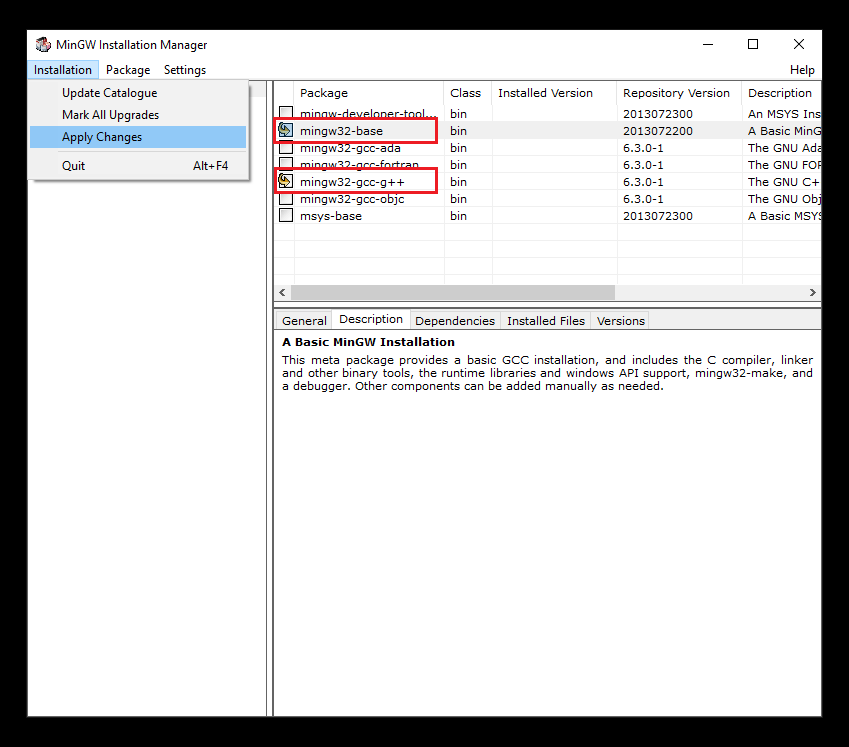 MinGW Installation Manager
Installation Package Settings Help
Update Catalogue
Mark All Upgrades
Apply Changes
Quit Alt+F4
Package Class Installed Version Repository Version Description
mingw-developer-tool... bin 2013072300 An MSYS Ins
mingw32-base bin 2013072200 A Basic MinG
mingw32-gcc-ada bin 6.3.0-1 The GNU Ada
mingw32-gcc-fortran bin 6.3.0-1 The GNU FOR
mingw32-gcc-g++ bin 6.3.0-1 The GNU C+
mingw32-gcc-objc bin 6.3.0-1 The GNU Obj
msys-base bin 2013072300 A Basic MSYS
General Description Dependencies Installed Files Versions
A Basic MinGW Installation
This meta package provides a basic GCC installation, and includes the C compiler, linker
and other binary tools, the runtime libraries and windows API support, mingw32-make, and
a debugger. Other components can be added manually as needed.